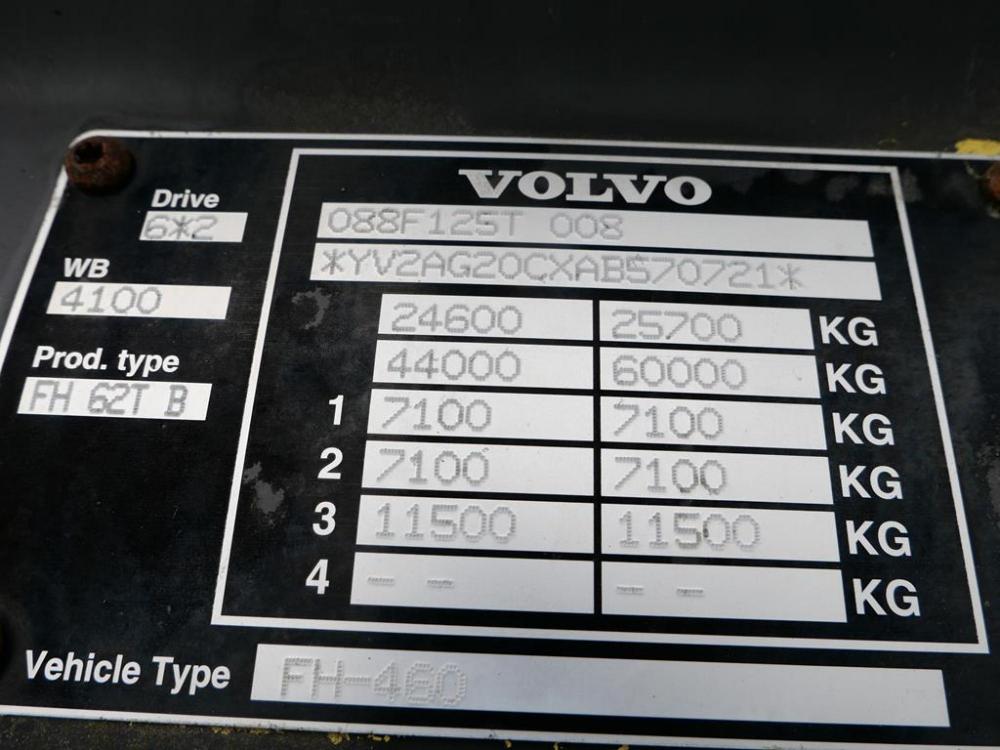 VOLVO
Drive
6*2
088F125T 008
*YV2AG20CXAB570721*
WB
4100
24600 25700 KG
44000 60000 KG
Prod. type
FH 62T B
1 7100 7100 KG
2 7100 7100 KG
3 11500 11500 KG
4 - - - - KG
Vehicle Type FH-460